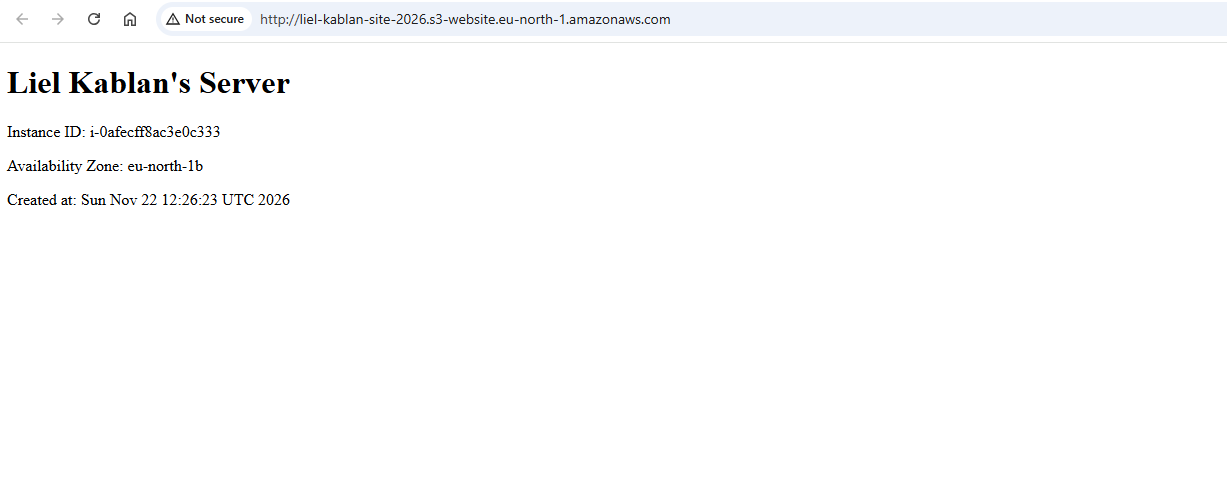 Not secure
http://liel-kablan-site-2026.s3-website.eu-north-1.amazonaws.com
Liel Kablan's Server
Instance ID: i-0afecff8ac3e0c333
Availability Zone: eu-north-1b
Created at: Sun Nov 22 12:26:23 UTC 2026